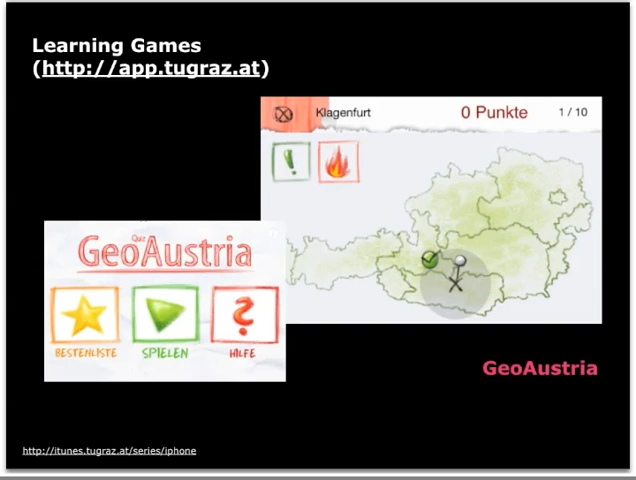 Learning Games
(http://app.tugraz.at)
Klagenfurt
0 Punkte
1 / 10
Quiz
GeoAustria
BESTENLISTE
SPIELEN
HILFE
GeoAustria
http://itunes.tugraz.at/series/iphone